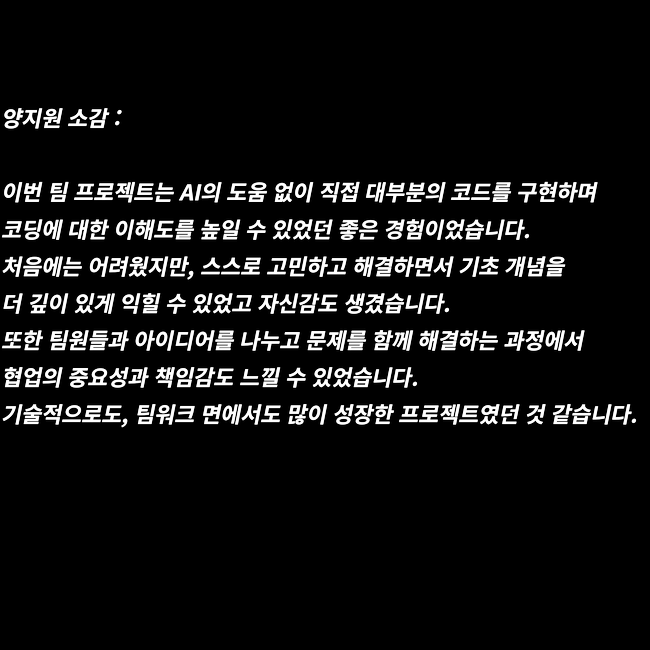 양지원 소감 :
이번 팀 프로젝트는 AI의 도움 없이 직접 대부분의 코드를 구현하며
코딩에 대한 이해도를 높일 수 있었던 좋은 경험이었습니다.
처음에는 어려웠지만, 스스로 고민하고 해결하면서 기초 개념을
더 깊이 있게 익힐 수 있었고 자신감도 생겼습니다.
또한 팀원들과 아이디어를 나누고 문제를 함께 해결하는 과정에서
협업의 중요성과 책임감도 느낄 수 있었습니다.
기술적으로도, 팀워크 면에서도 많이 성장한 프로젝트였던 것 같습니다.